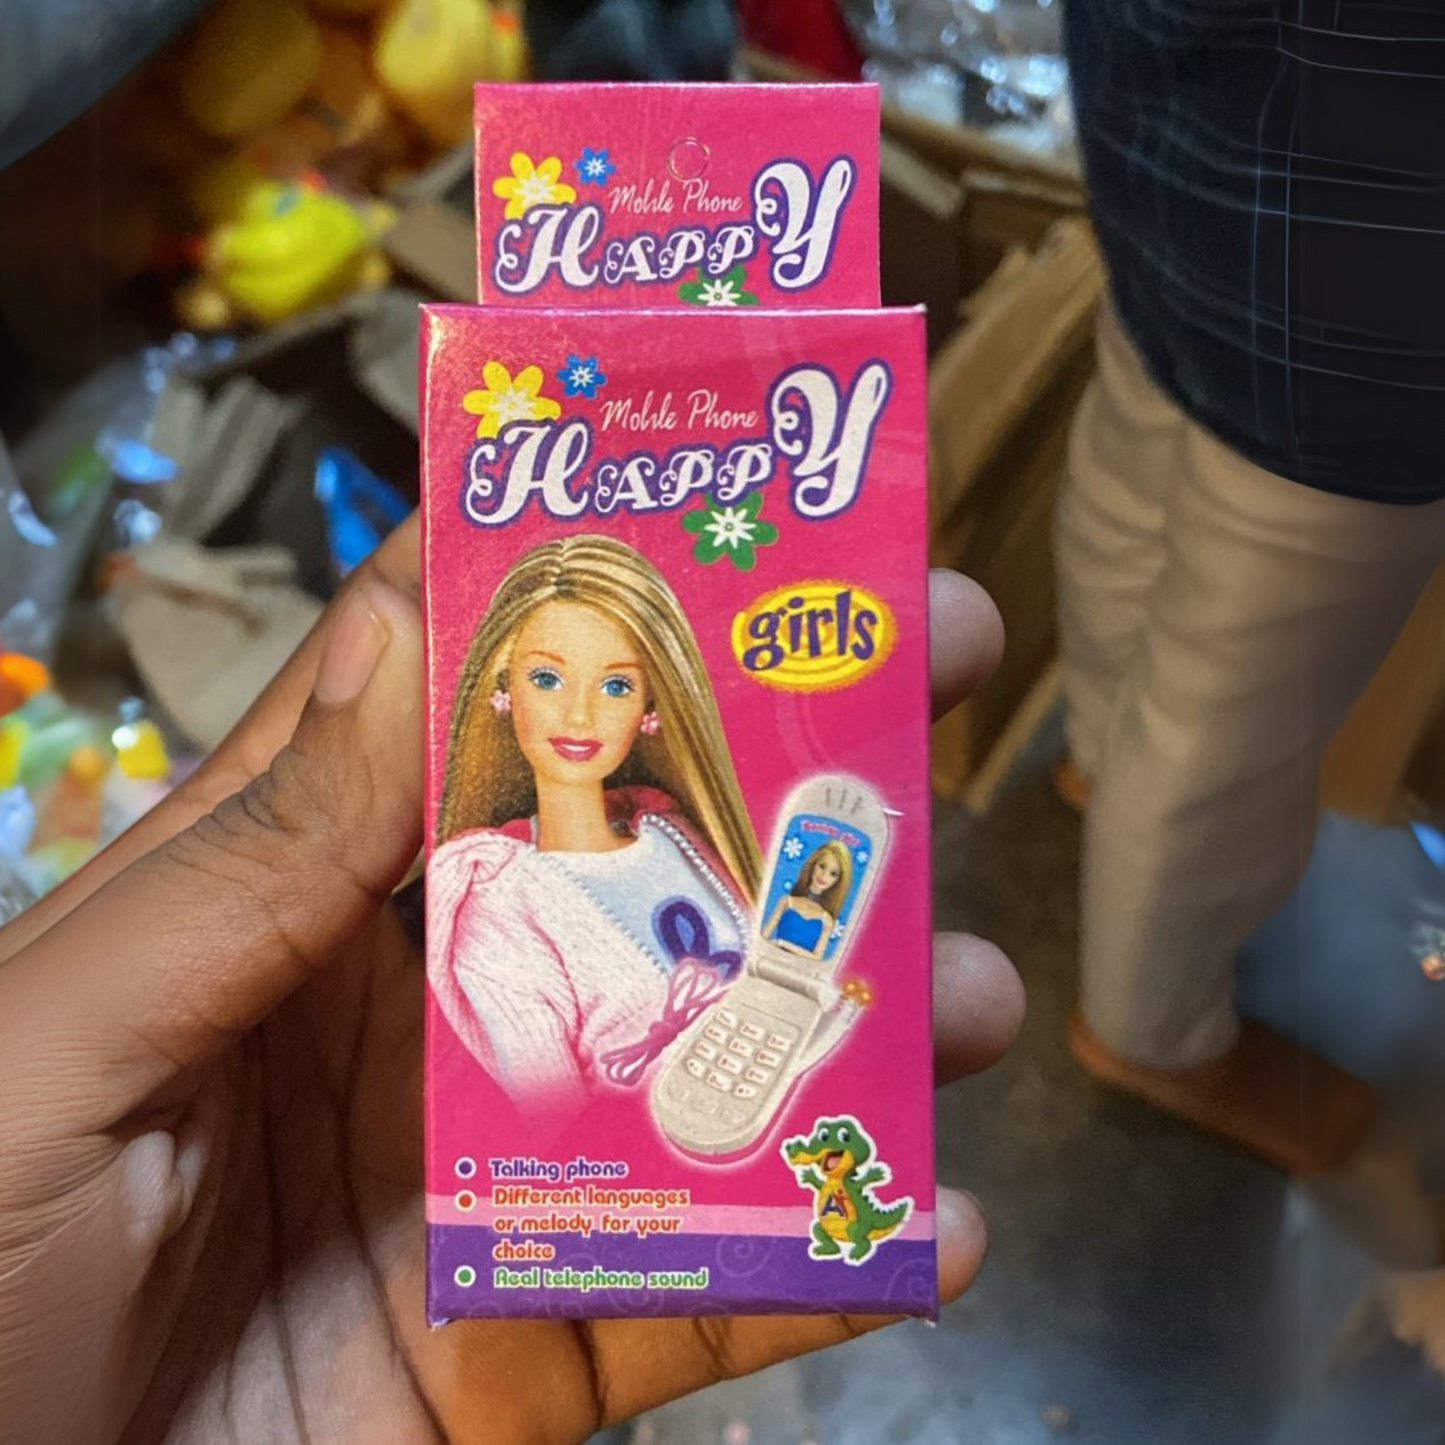 Mobile Phone
HAPPY
Mobile Phone
HAPPY
girls
Talking phone
Different languages
or melody for your
choice
Real telephone sound